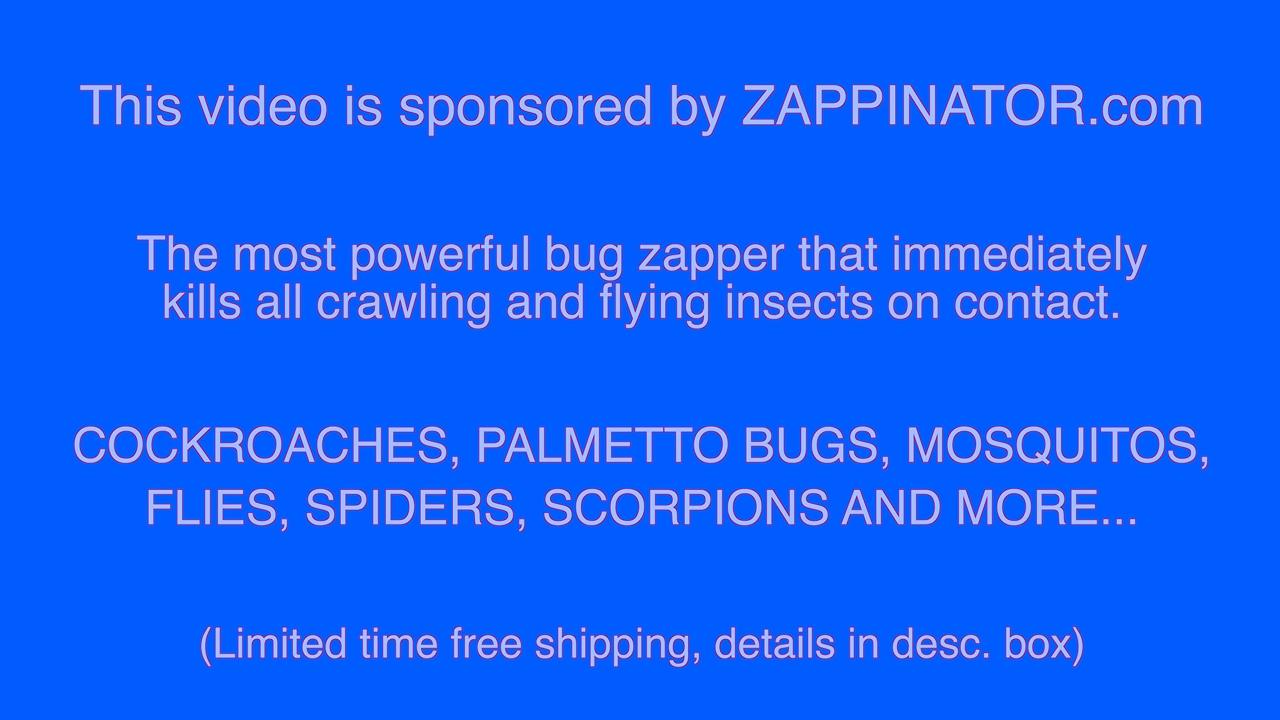 This video is sponsored by ZAPPINATOR.com
The most powerful bug zapper that immediately
kills all crawling and flying insects on contact.
COCKROACHES, PALMETTO BUGS, MOSQUITOS,
FLIES, SPIDERS, SCORPIONS AND MORE...
(Limited time free shipping, details in desc. box)